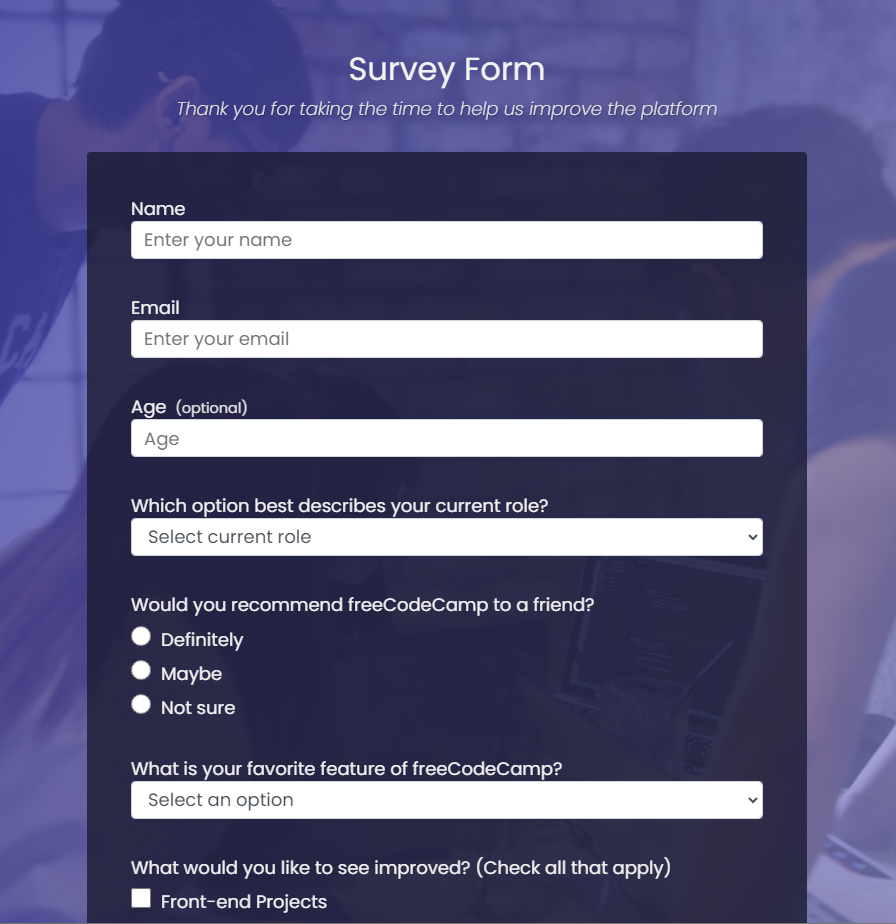 Survey Form
Thank you for taking the time to help us improve the platform
Name
Enter your name
Email
Enter your email
Age (optional)
Age
Which option best describes your current role?
Select current role
Would you recommend freeCodeCamp to a friend?
Definitely
Maybe
Not sure
What is your favorite feature of freeCodeCamp?
Select an option
What would you like to see improved? (Check all that apply)
Front-end Projects